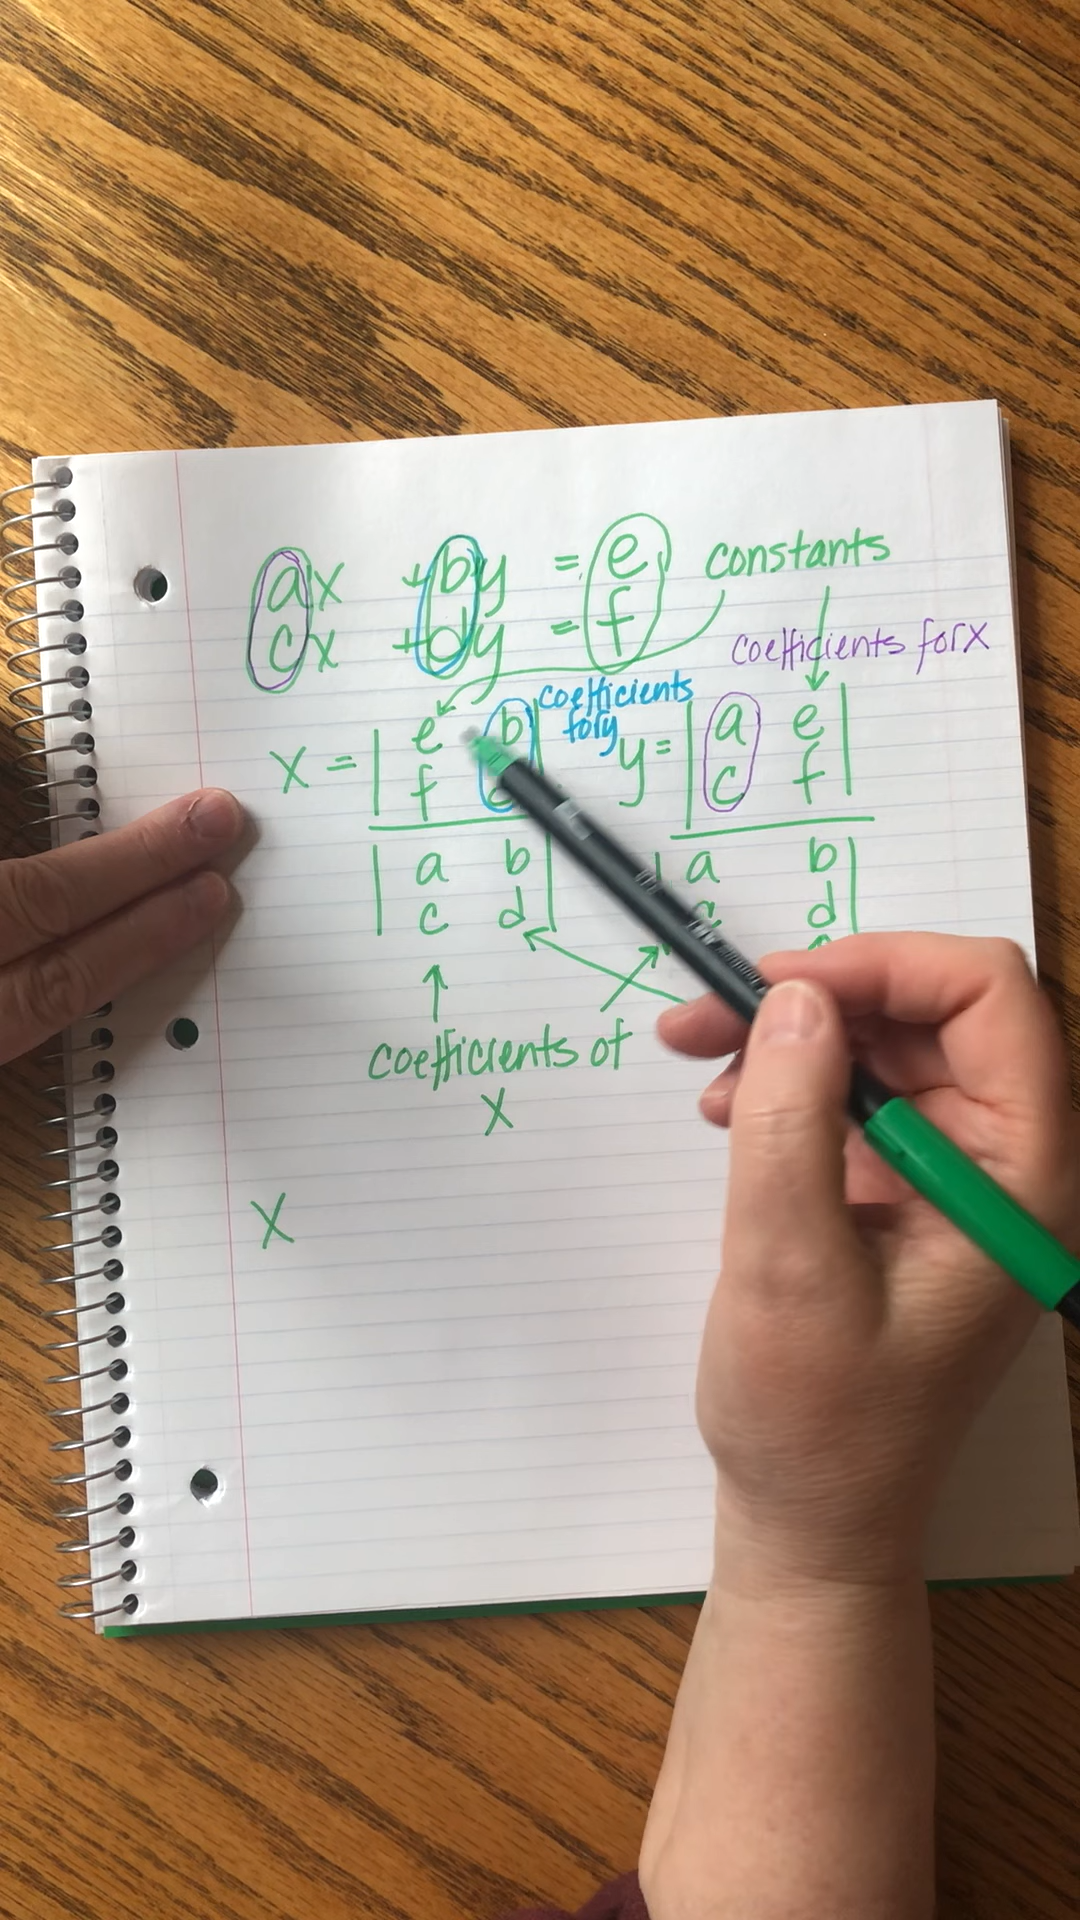 ax + by = e constants
cx + dy = f
coefficients for x
coefficients
for y
x = | e b | y = | a e |
f c f
| a b | | a b |
c d c d
coefficients of
x
x